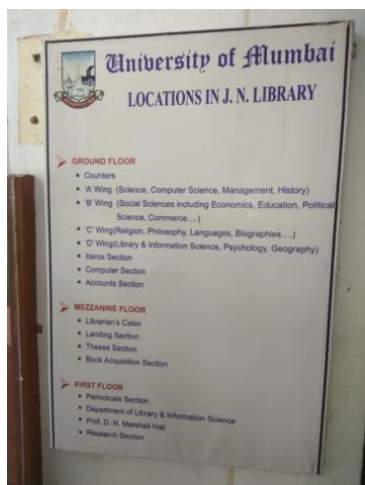 University of Mumbai
LOCATIONS IN J. N. LIBRARY
GROUND FLOOR
Counters
'A' Wing (Science, Computer Science, Management, History)
'B' Wing (Social Sciences including Economics, Education, Political
Science, Commerce....)
'C' Wing(Religion, Philosophy, Languages, Biographies....)
'D' Wing(Library & Information Science, Psychology, Geography)
Xerox Section
Computer Section
Accounts Section
MEZZANINE FLOOR
Librarian's Cabin
Lending Section
Theses Section
Book Acquisition Section
FIRST FLOOR
Periodicals Section
Department of Library & Information Science
Prof. D. N. Marshall Hall
Research Section